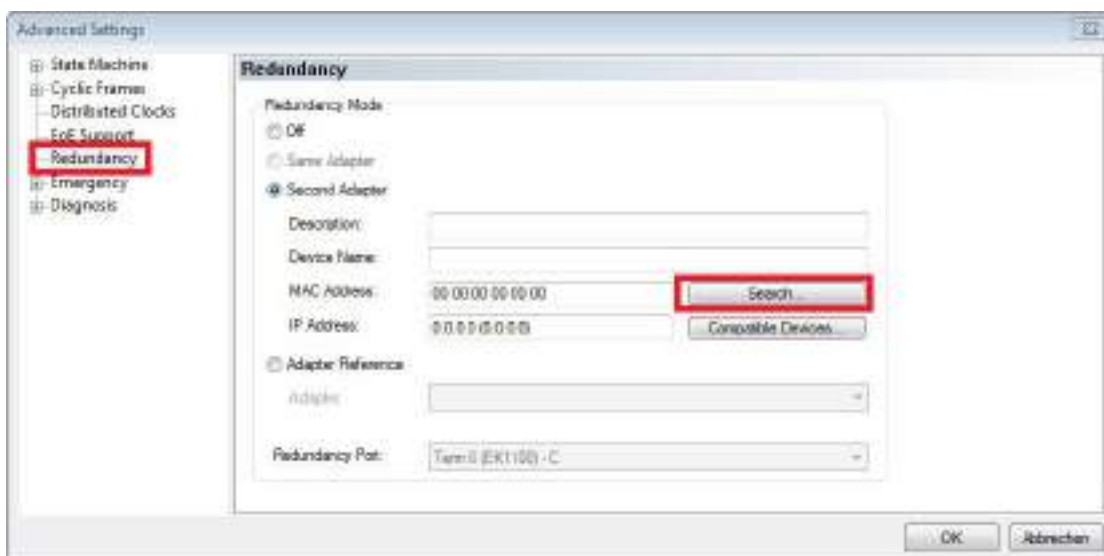 Advanced Settings
State Machine
Cyclic Frames
Distributed Clocks
EoE Support
Redundancy
Emergency
Diagnosis
Redundancy
Redundancy Mode
Off
Same Adapter
Second Adapter
Description:
Device Name:
MAC Address: 00 00 00 00 00 00 Search...
IP Address: 0.0.0.0 (0.0.0.0) Compatible Devices...
Adapter Reference
Adapter:
Redundancy Port: Term 0 (EK1100) - C
OK Abbrechen